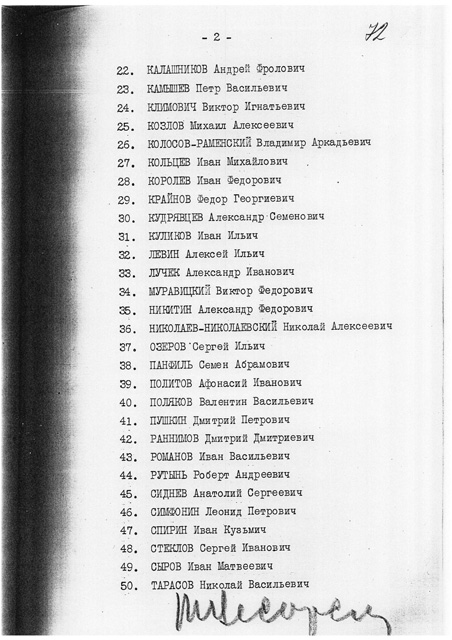 - 2 -
72
22. КАЛАШНИКОВ Андрей Фролович
23. КАМЫШЕВ Петр Васильевич
24. КЛИМОВИЧ Виктор Игнатьевич
25. КОЗЛОВ Михаил Алексеевич
26. КОЛОСОВ-РАМЕНСКИЙ Владимир Аркадьевич
27. КОЛЬЦЕВ Иван Михайлович
28. КОРОЛЕВ Иван Федорович
29. КРАЙНОВ Федор Георгиевич
30. КУДРЯВЦЕВ Александр Семенович
31. КУЛИКОВ Иван Ильич
32. ЛЕВИН Алексей Ильич
33. ЛУЧЕК Александр Иванович
34. МУРАВИЦКИЙ Виктор Федорович
35. НИКИТИН Александр Федорович
36. НИКОЛАЕВ-НИКОЛАЕВСКИЙ Николай Алексеевич
37. ОЗЕРОВ Сергей Ильич
38. ПАНФИЛЬ Семен Абрамович
39. ПОЛИТОВ Афонасий Иванович
40. ПОЛЯКОВ Валентин Васильевич
41. ПУШКИН Дмитрий Петрович
42. РАННИМОВ Дмитрий Дмитриевич
43. РОМАНОВ Иван Васильевич
44. РУТЫНЬ Роберт Андреевич
45. СИДНЕВ Анатолий Сергеевич
46. СИМФОНИН Леонид Петрович
47. СПИРИН Иван Кузьмич
48. СТЕКЛОВ Сергей Иванович
49. СЫРОВ Иван Матвеевич
50. ТАРАСОВ Николай Васильевич